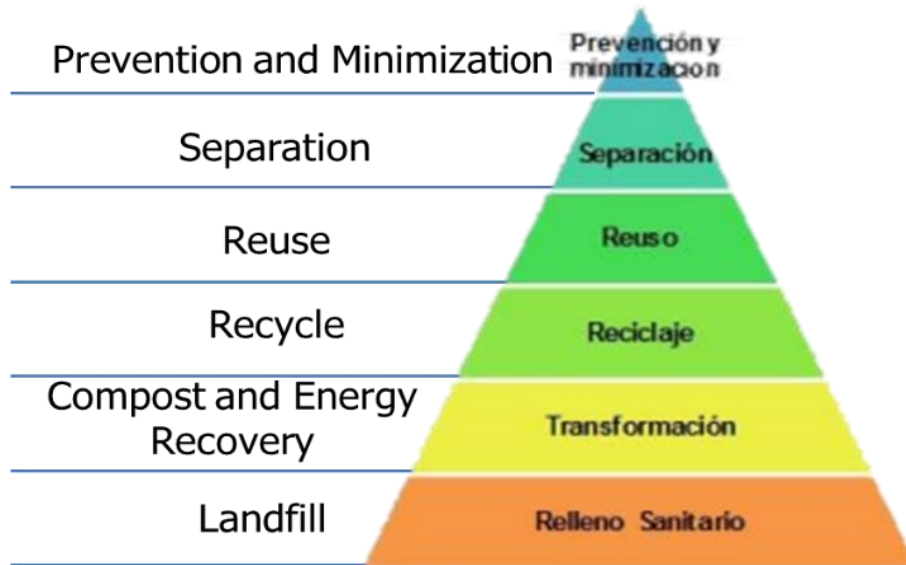 Prevention and Minimization
Prevención y
minimizacion
Separation
Separación
Reuse
Reuso
Recycle
Reciclaje
Compost and Energy
Recovery
Transformación
Landfill
Relleno Sanitario